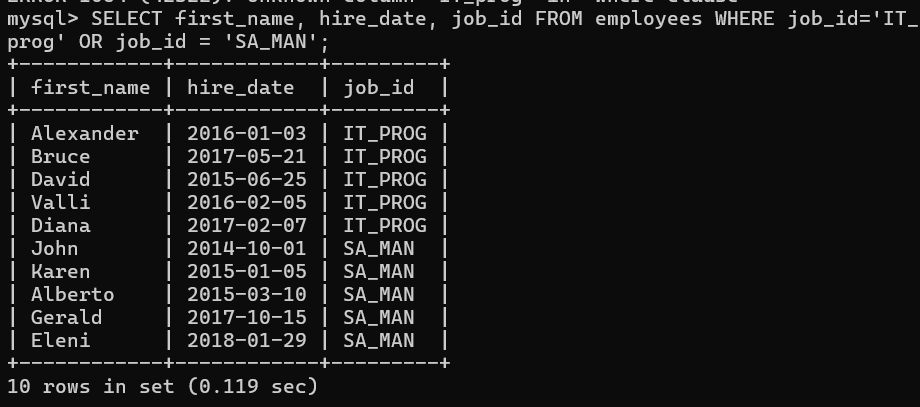 mysql> SELECT first_name, hire_date, job_id FROM employees WHERE job_id='IT_
prog' OR job_id = 'SA_MAN';
+------------+------------+---------+
| first_name | hire_date  | job_id  |
+------------+------------+---------+
| Alexander  | 2016-01-03 | IT_PROG |
| Bruce      | 2017-05-21 | IT_PROG |
| David      | 2015-06-25 | IT_PROG |
| Valli      | 2016-02-05 | IT_PROG |
| Diana      | 2017-02-07 | IT_PROG |
| John       | 2014-10-01 | SA_MAN  |
| Karen      | 2015-01-05 | SA_MAN  |
| Alberto    | 2015-03-10 | SA_MAN  |
| Gerald     | 2017-10-15 | SA_MAN  |
| Eleni      | 2018-01-29 | SA_MAN  |
+------------+------------+---------+
10 rows in set (0.119 sec)